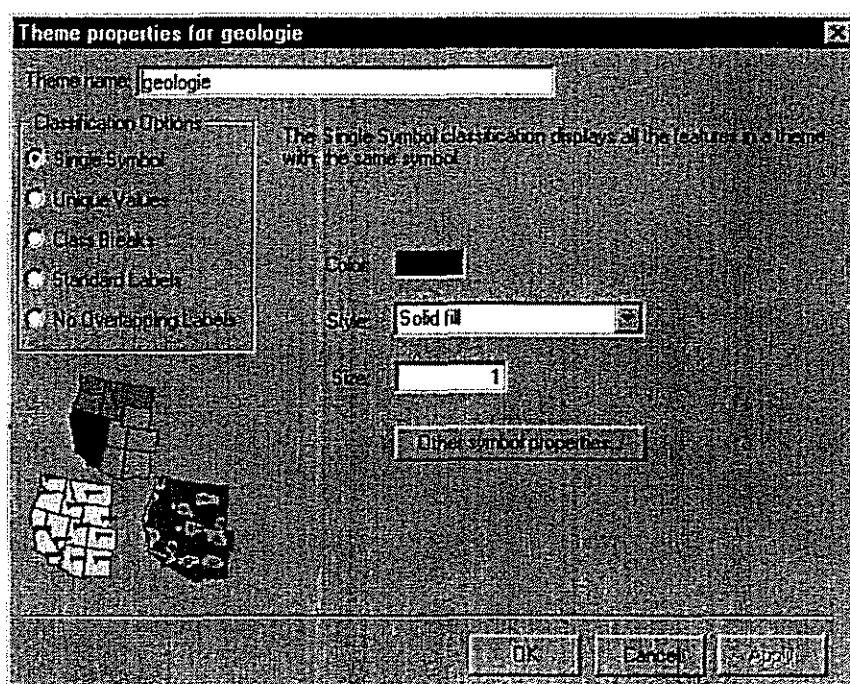 Theme properties for geologie
Theme name: geologie
Classification Options
Single Symbol
Unique Values
Class Breaks
Standard Labels
No Overlapping Labels
The Single Symbol classification displays all the features in a theme
with the same symbol
Color:
Style: Solid fill
Size: 1
Other symbol properties...
OK Cancel Apply